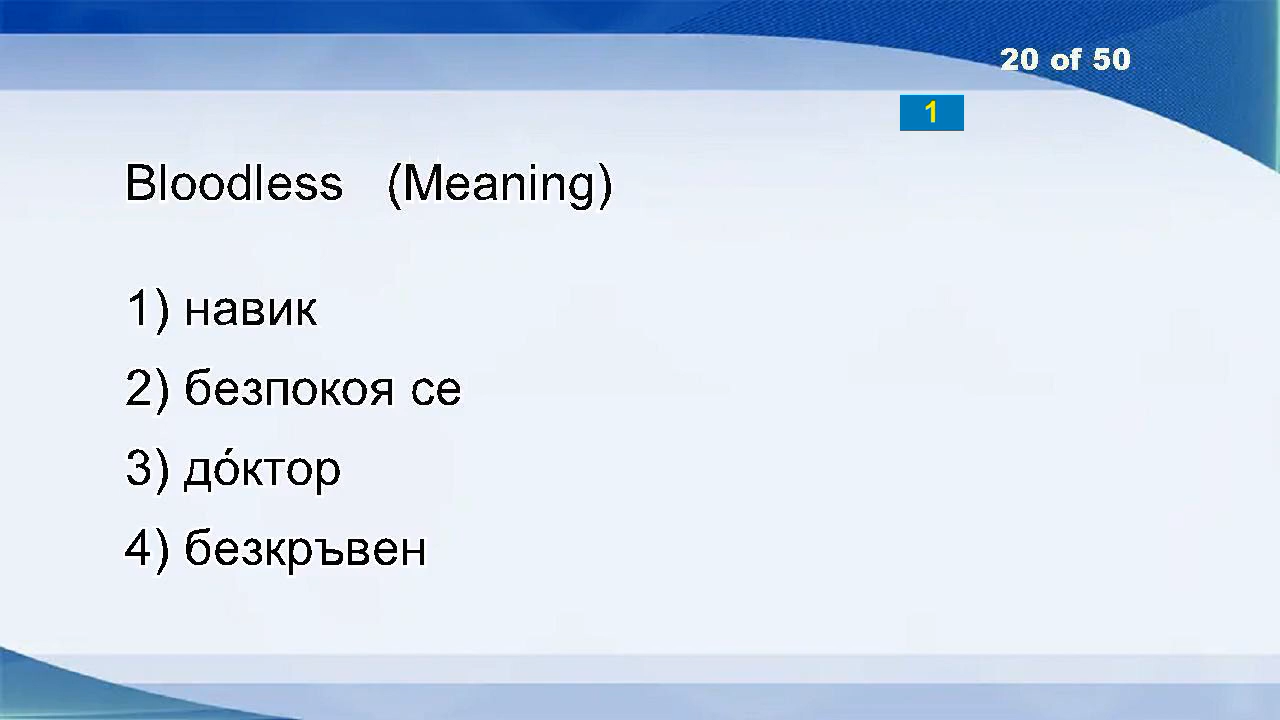 20 of 50
1
Bloodless (Meaning)
1) навик
2) безпокоя се
3) до́ктор
4) безкръвен